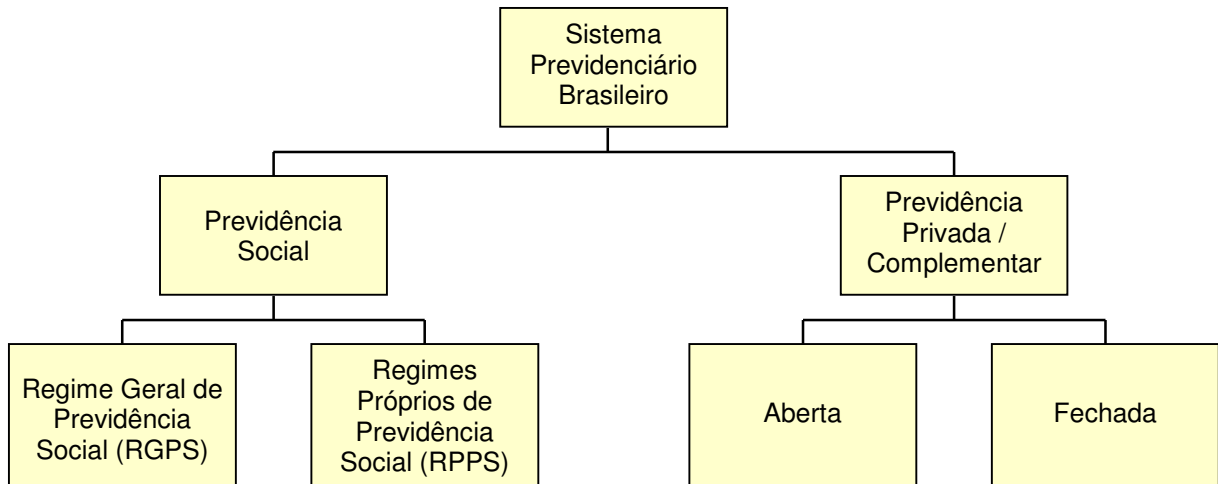 Sistema
Previdenciário
Brasileiro
Previdência
Social
Previdência
Privada /
Complementar
Regime Geral de
Previdência
Social (RGPS)
Regimes
Próprios de
Previdência
Social (RPPS)
Aberta
Fechada